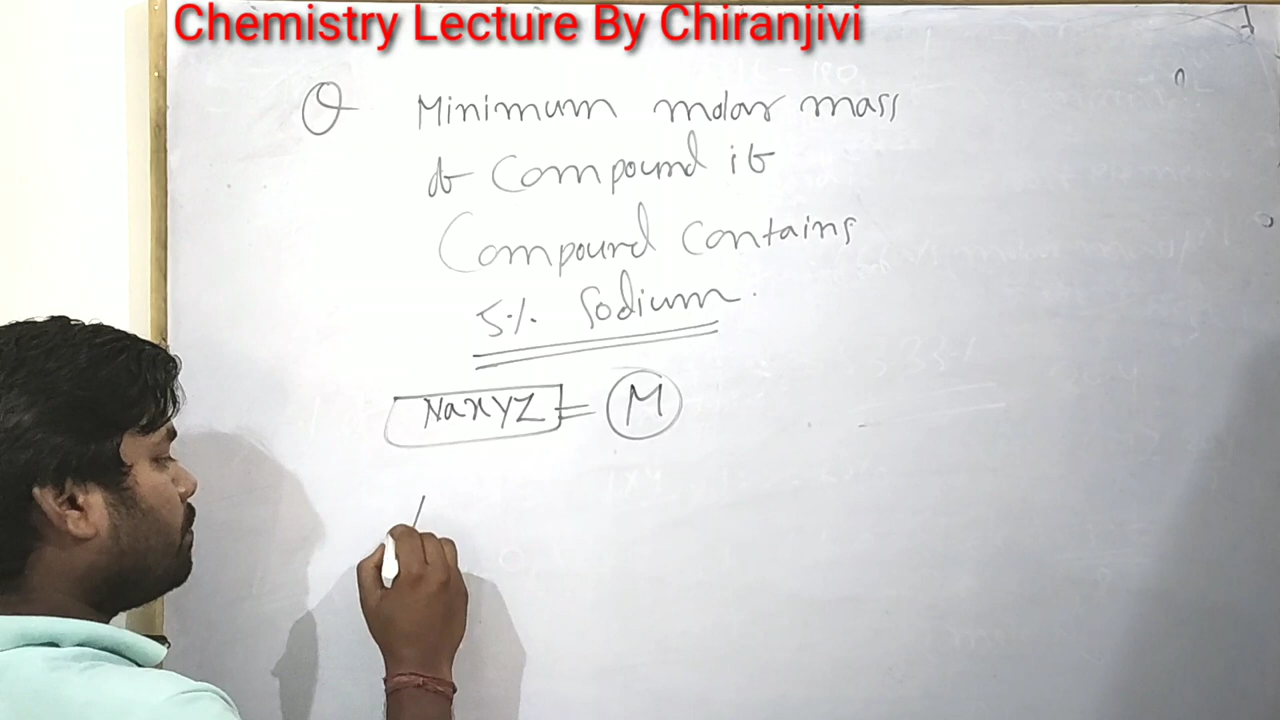 Chemistry Lecture By Chiranjivi
Q Minimum molar mass
of Compound if
Compound contains
5% Sodium.
NaXYZ = M